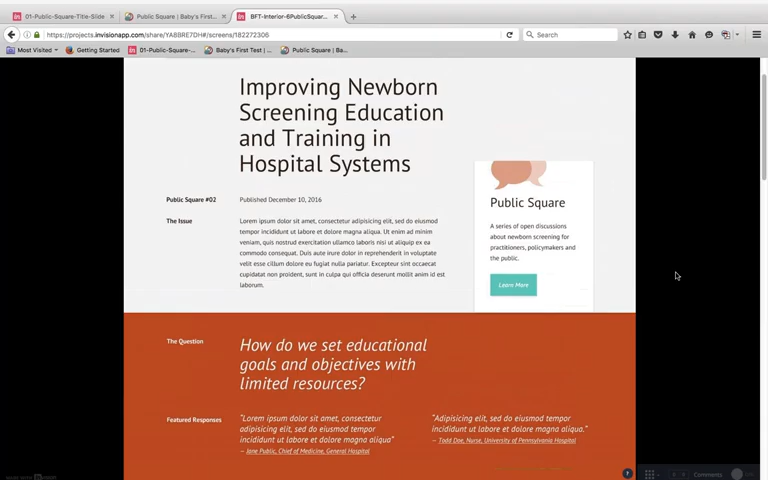 01-Public-Square-Title-Slide
Public Square | Baby's First...
BFT-Interior-6PublicSquar...
https://projects.invisionapp.com/share/YA8BRE7DH#/screens/182272306
Search
Most Visited
Getting Started
01-Public-Square-...
Baby's First Test | ...
Public Square | Ba...
Improving Newborn
Screening Education
and Training in
Hospital Systems
Public Square #02
Published December 10, 2016
The Issue
Lorem ipsum dolor sit amet, consectetur adipisicing elit, sed do eiusmod
tempor incididunt ut labore et dolore magna aliqua. Ut enim ad minim
veniam, quis nostrud exercitation ullamco laboris nisi ut aliquip ex ea
commodo consequat. Duis aute irure dolor in reprehenderit in voluptate
velit esse cillum dolore eu fugiat nulla pariatur. Excepteur sint occaecat
cupidatat non proident, sunt in culpa qui officia deserunt mollit anim id est
laborum.
Public Square
A series of open discussions
about newborn screening for
practitioners, policymakers and
the public.
Learn More
The Question
How do we set educational
goals and objectives with
limited resources?
Featured Responses
"Lorem ipsum dolor sit amet, consectetur
adipisicing elit, sed do eiusmod tempor
incididunt ut labore et dolore magna aliqua"
— Jane Public, Chief of Medicine, General Hospital
"Adipisicing elit, sed do eiusmod tempor
incididunt ut labore et dolore magna aliqua."
— Todd Doe, Nurse, University of Pennsylvania Hospital
?
Comments